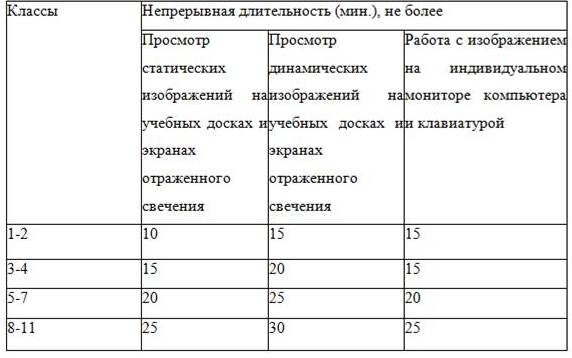 Классы Непрерывная длительность (мин.), не более
Просмотр статических изображений на учебных досках и экранах отраженного свечения
Просмотр динамических изображений на учебных досках и экранах отраженного свечения
Работа с изображением на индивидуальном мониторе компьютера и клавиатурой
1-2 10 15 15
3-4 15 20 15
5-7 20 25 20
8-11 25 30 25